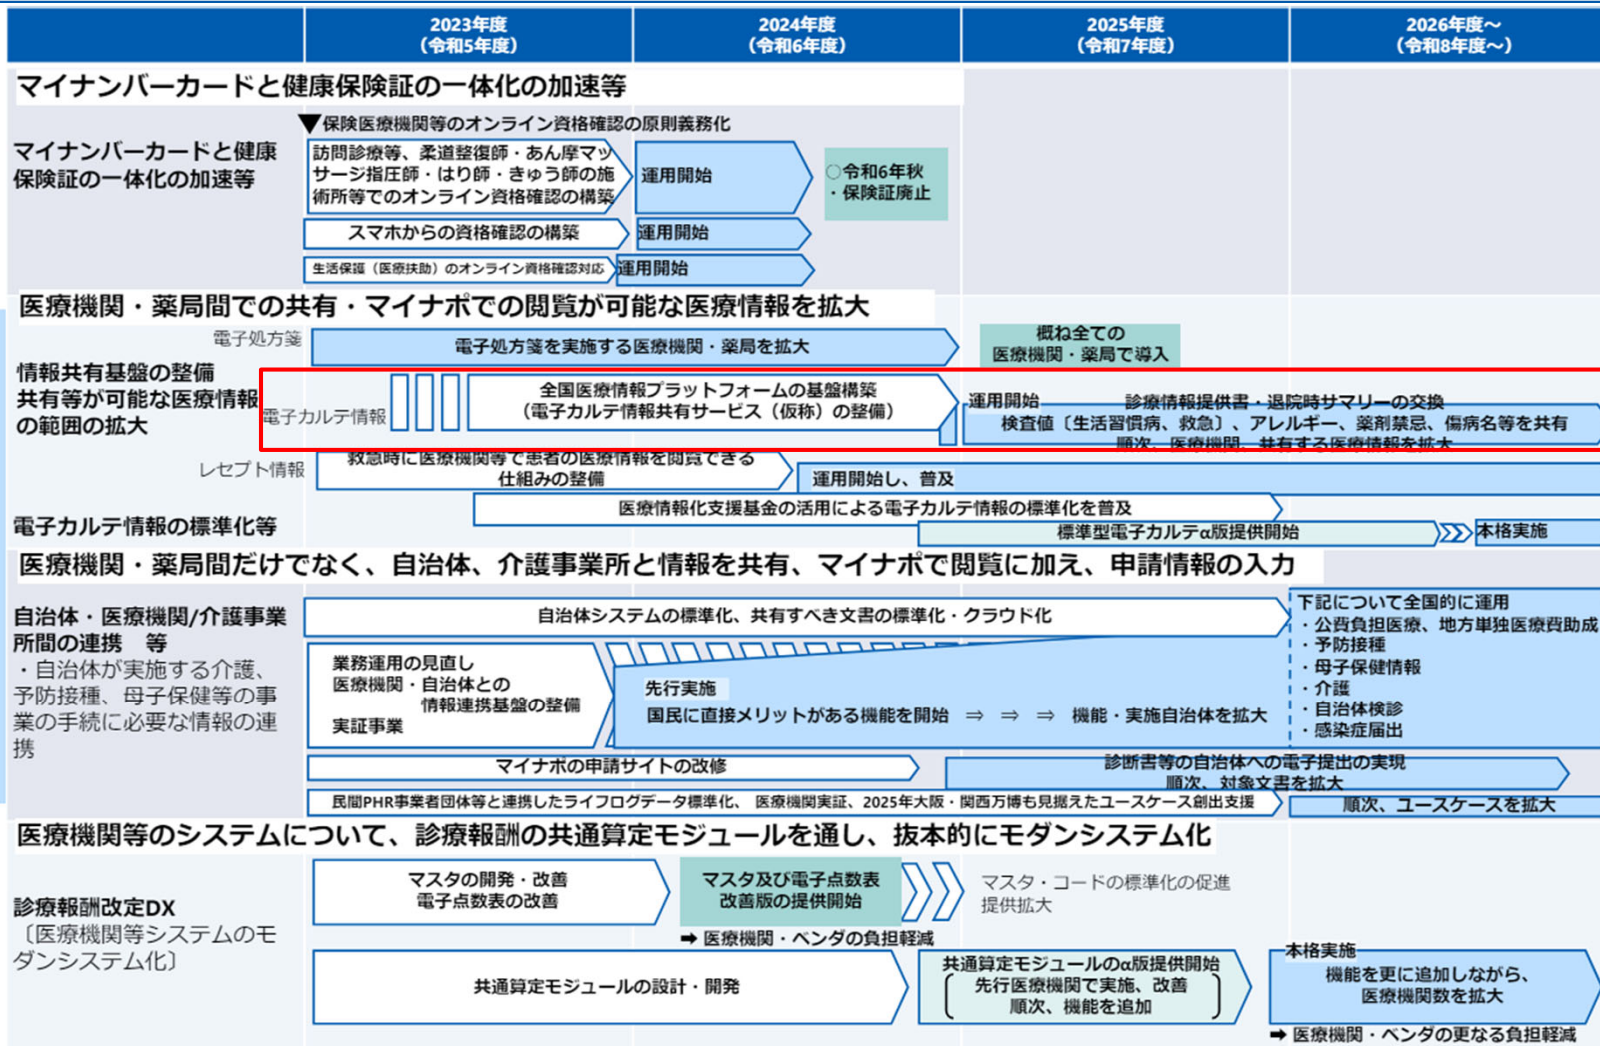 2023年度
(令和5年度)
2024年度
(令和6年度)
2025年度
(令和7年度)
2026年度～
(令和8年度～)
マイナンバーカードと健康保険証の一体化の加速等
▼保険医療機関等のオンライン資格確認の原則義務化
マイナンバーカードと健康
保険証の一体化の加速等
訪問診療等、柔道整復師・あん摩マッ
サージ指圧師・はり師・きゅう師の施
術所等でのオンライン資格確認の構築
運用開始
○令和6年秋
・保険証廃止
スマホからの資格確認の構築
運用開始
生活保護（医療扶助）のオンライン資格確認対応
運用開始
医療機関・薬局間での共有・マイナポでの閲覧が可能な医療情報を拡大
電子処方箋
電子処方箋を実施する医療機関・薬局を拡大
概ね全ての
医療機関・薬局で導入
情報共有基盤の整備
共有等が可能な医療情報
の範囲の拡大
電子カルテ情報
全国医療情報プラットフォームの基盤構築
（電子カルテ情報共有サービス（仮称）の整備）
運用開始
診療情報提供書・退院時サマリーの交換
検査値〔生活習慣病、救急〕、アレルギー、薬剤禁忌、傷病名等を共有
順次、医療機関、共有する医療情報を拡大
レセプト情報
救急時に医療機関等で患者の医療情報を閲覧できる
仕組みの整備
運用開始し、普及
電子カルテ情報の標準化等
医療情報化支援基金の活用による電子カルテ情報の標準化を普及
標準型電子カルテα版提供開始
本格実施
医療機関・薬局間だけでなく、自治体、介護事業所と情報を共有、マイナポで閲覧に加え、申請情報の入力
自治体・医療機関/介護事業
所間の連携　等
・自治体が実施する介護、
予防接種、母子保健等の事
業の手続に必要な情報の連
携
自治体システムの標準化、共有すべき文書の標準化・クラウド化
業務運用の見直し
医療機関・自治体との
情報連携基盤の整備
実証事業
先行実施
国民に直接メリットがある機能を開始　⇒　⇒　⇒　機能・実施自治体を拡大
下記について全国的に運用
・公費負担医療、地方単独医療費助成
・予防接種
・母子保健情報
・介護
・自治体検診
・感染症届出
マイナポの申請サイトの改修
診断書等の自治体への電子提出の実現
順次、対象文書を拡大
民間PHR事業者団体等と連携したライフログデータ標準化、 医療機関実証、2025年大阪・関西万博も見据えたユースケース創出支援
順次、ユースケースを拡大
医療機関等のシステムについて、診療報酬の共通算定モジュールを通し、抜本的にモダンシステム化
診療報酬改定DX
〔医療機関等システムのモ
ダンシステム化〕
マスタの開発・改善
電子点数表の改善
マスタ及び電子点数表
改善版の提供開始
マスタ・コードの標準化の促進
提供拡大
➡ 医療機関・ベンダの負担軽減
共通算定モジュールの設計・開発
共通算定モジュールのα版提供開始
先行医療機関で実施、改善
順次、機能を追加
本格実施
機能を更に追加しながら、
医療機関数を拡大
➡ 医療機関・ベンダの更なる負担軽減